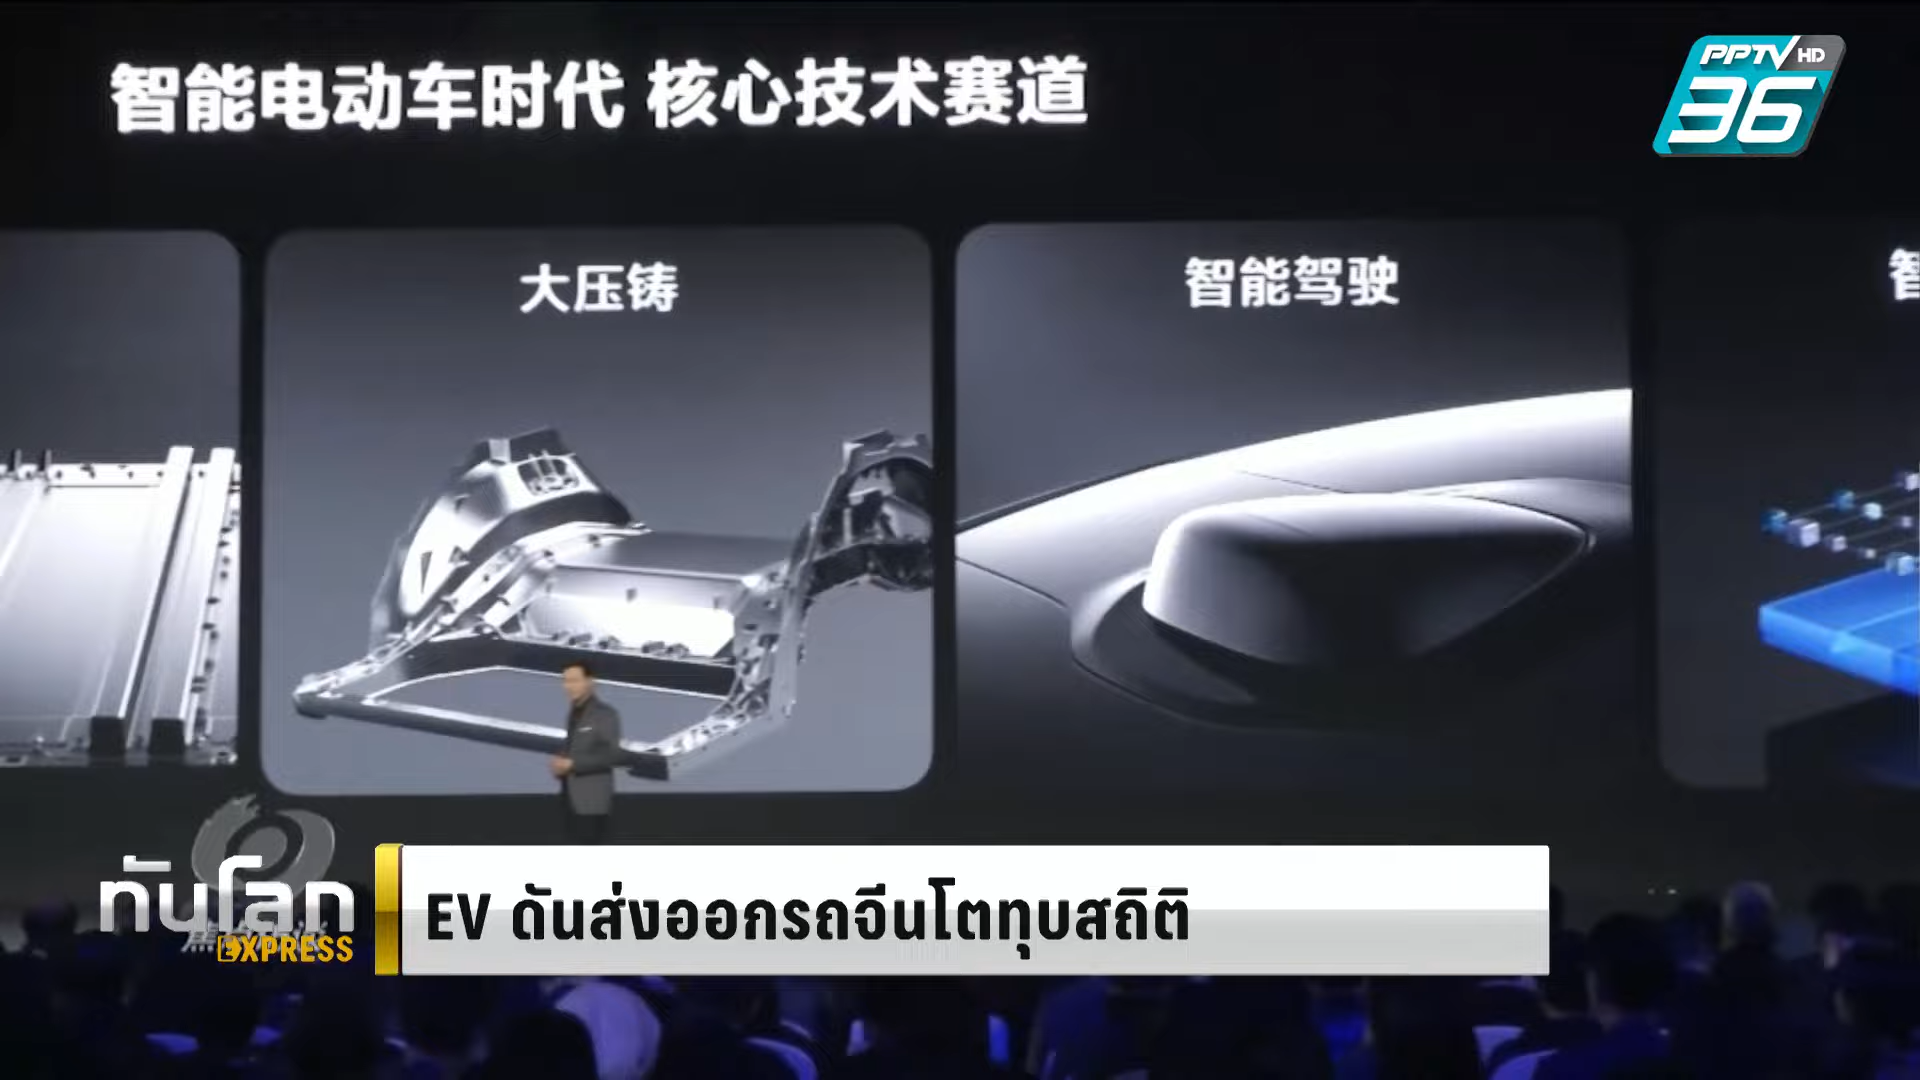 智能电动车时代 核心技术赛道
PPTV HD
36
大压铸
智能驾驶
智
ทันโลก
EXPRESS
EV ดันส่งออกรถจีนโตทุบสถิติ